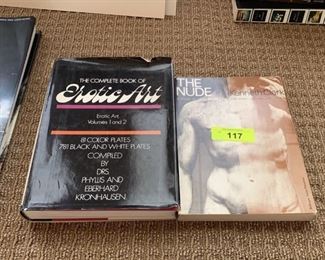 THE COMPLETE BOOK OF
Erotic Art
Erotic Art,
Volumes 1 and 2
81 COLOR PLATES
781 BLACK AND WHITE PLATES
COMPILED
BY
DRS.
PHYLLIS AND
EBERHARD
KRONHAUSEN
THE
NUDE
Kenneth Clark
117